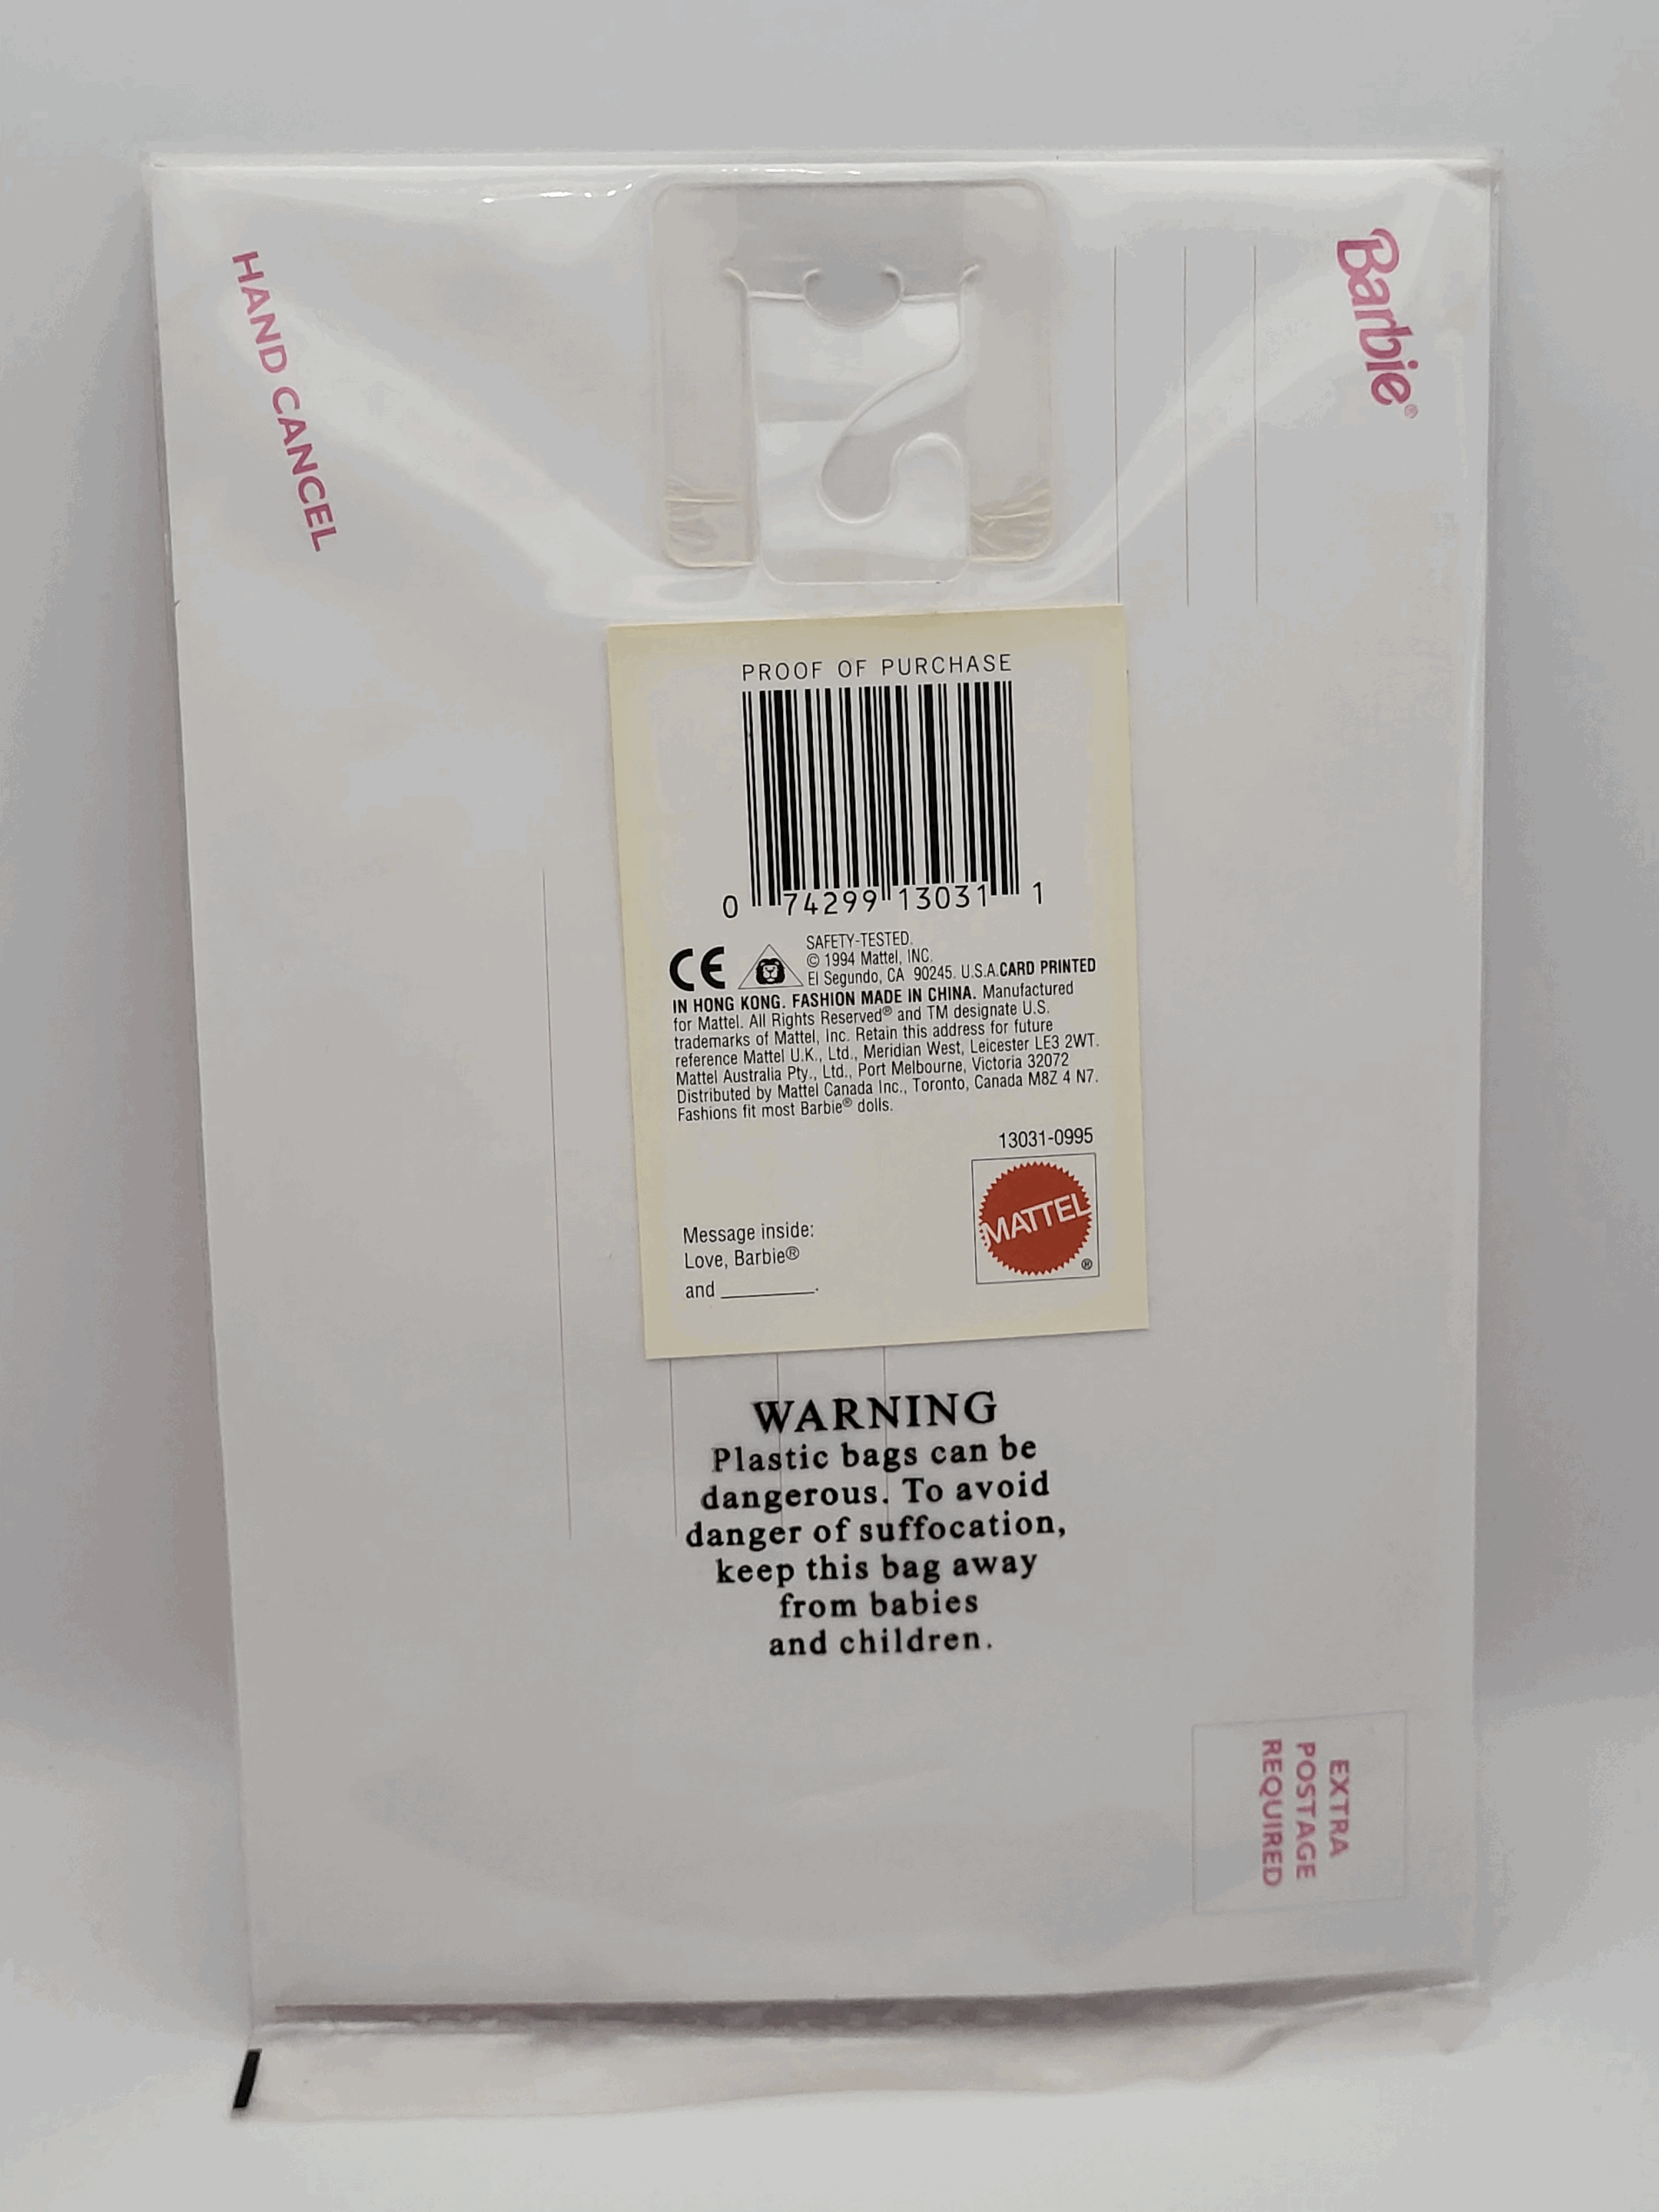 HAND CANCEL
Barbie®
PROOF OF PURCHASE
0 74299 13031 1
CE
SAFETY-TESTED.
© 1994 Mattel, INC.
El Segundo, CA 90245. U.S.A.CARD PRINTED
IN HONG KONG. FASHION MADE IN CHINA. Manufactured
for Mattel. All Rights Reserved® and TM designate U.S.
trademarks of Mattel, Inc. Retain this address for future
reference Mattel U.K., Ltd., Meridian West, Leicester LE3 2WT.
Mattel Australia Pty., Ltd., Port Melbourne, Victoria 32072
Distributed by Mattel Canada Inc., Toronto, Canada M8Z 4 N7.
Fashions fit most Barbie® dolls.
13031-0995
MATTEL
®
Message inside:
Love, Barbie®
and ________.
WARNING
Plastic bags can be
dangerous. To avoid
danger of suffocation,
keep this bag away
from babies
and children.
EXTRA
POSTAGE
REQUIRED